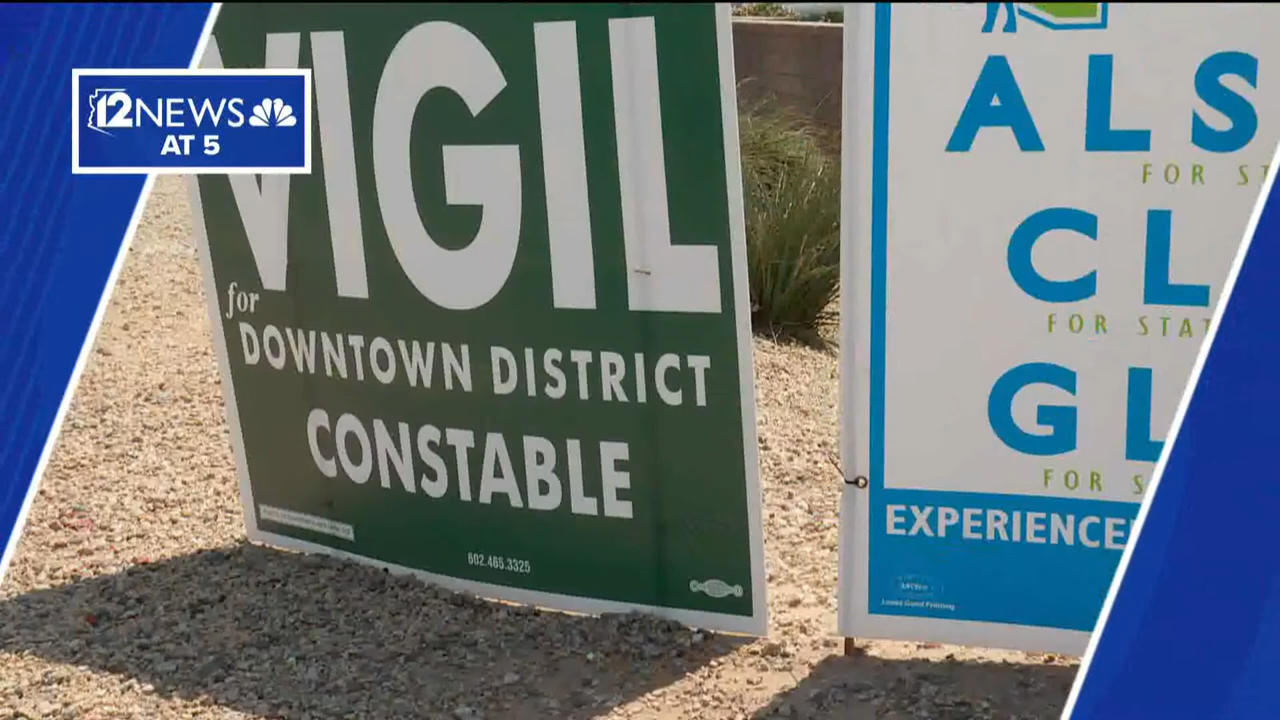 12NEWS
AT 5
VIGIL
for
DOWNTOWN DISTRICT
CONSTABLE
602.465.3325
ALS
FOR ST
CL
FOR STAT
GL
FOR S
EXPERIENCE